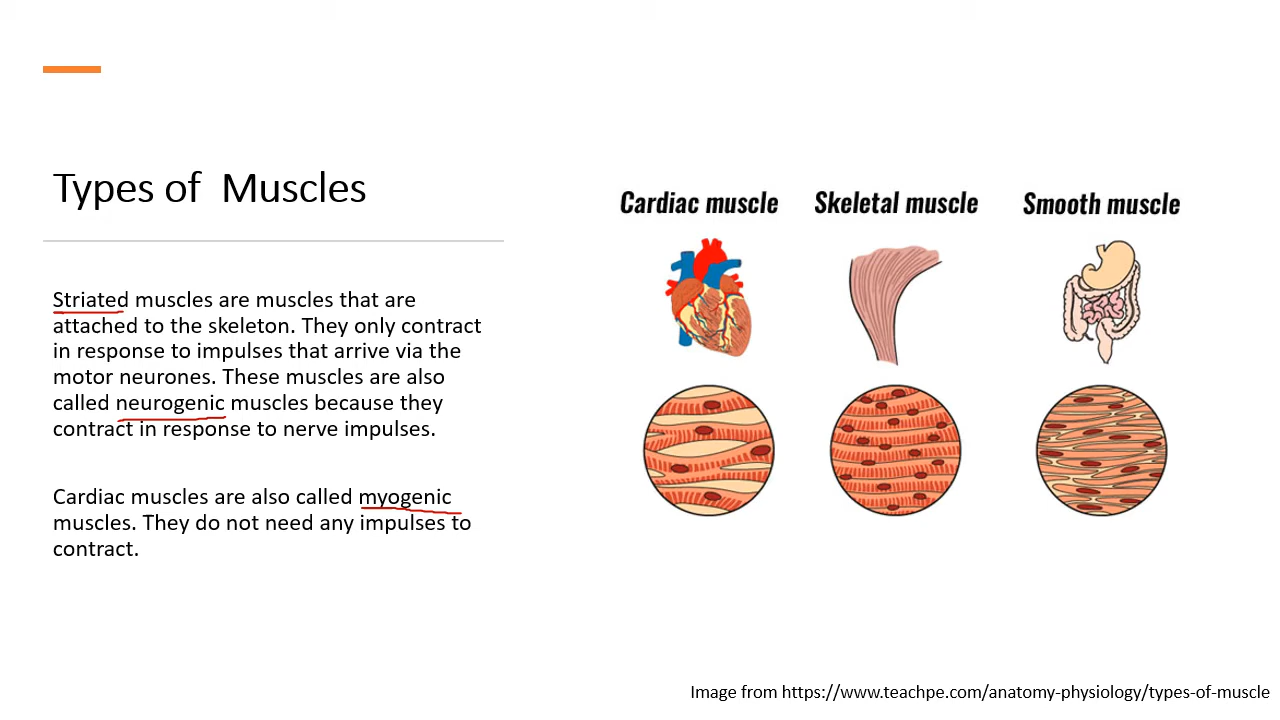 Types of  Muscles
Striated muscles are muscles that are
attached to the skeleton. They only contract
in response to impulses that arrive via the
motor neurones. These muscles are also
called neurogenic muscles because they
contract in response to nerve impulses.
Cardiac muscles are also called myogenic
muscles. They do not need any impulses to
contract.
Cardiac muscle
Skeletal muscle
Smooth muscle
Image from https://www.teachpe.com/anatomy-physiology/types-of-muscle